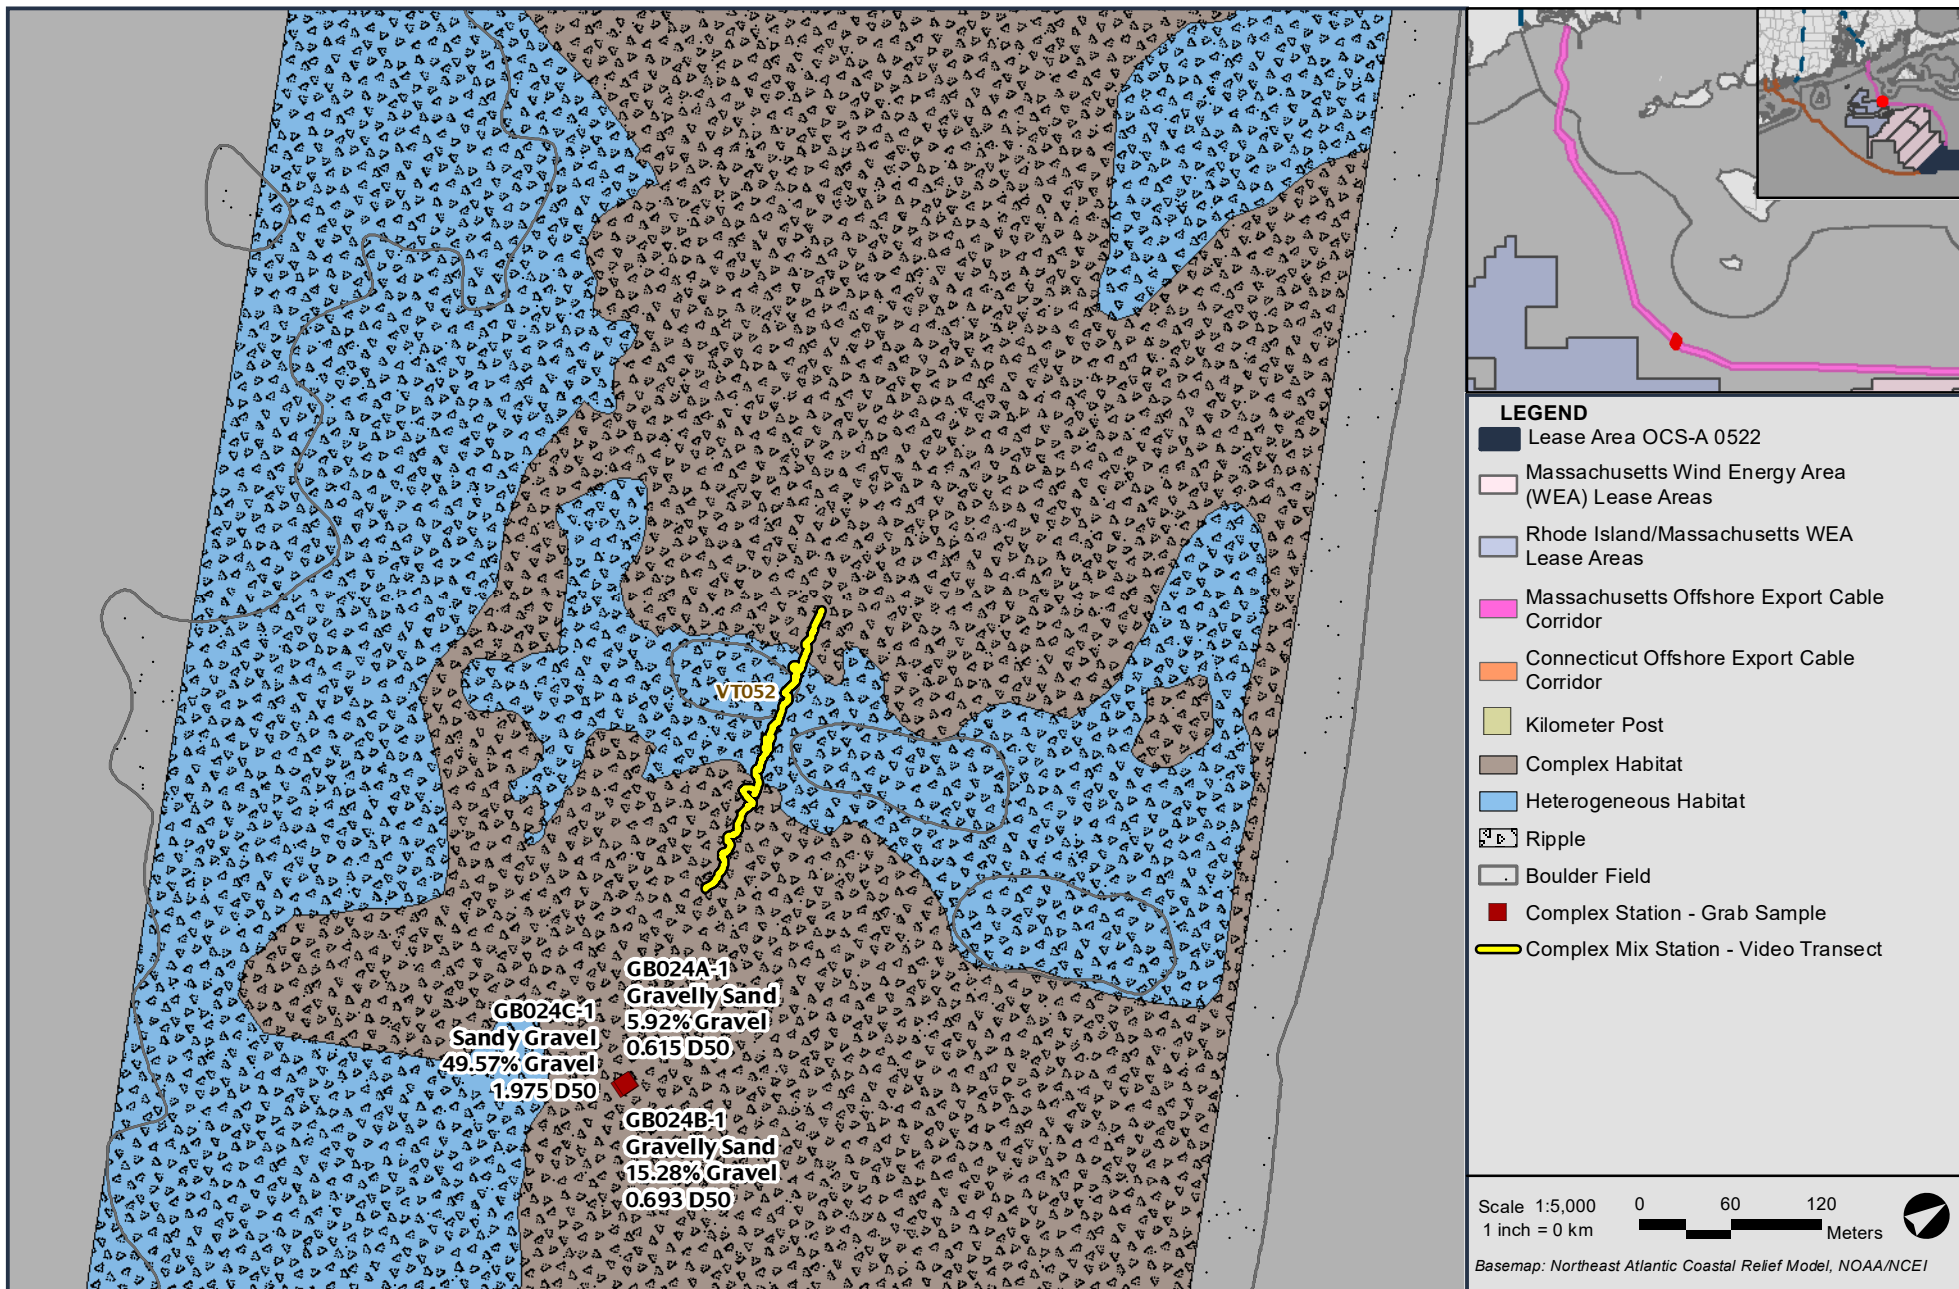 VT052
GB024A-1
Gravelly Sand
5.92% Gravel
0.615 D50
GB024C-1
Sandy Gravel
49.57% Gravel
1.975 D50
GB024B-1
Gravelly Sand
15.28% Gravel
0.693 D50
LEGEND
Lease Area OCS-A 0522
Massachusetts Wind Energy Area
(WEA) Lease Areas
Rhode Island/Massachusetts WEA
Lease Areas
Massachusetts Offshore Export Cable
Corridor
Connecticut Offshore Export Cable
Corridor
Kilometer Post
Complex Habitat
Heterogeneous Habitat
Ripple
Boulder Field
Complex Station - Grab Sample
Complex Mix Station - Video Transect
Scale 1:5,000
1 inch = 0 km
0 60 120
Meters
Basemap: Northeast Atlantic Coastal Relief Model, NOAA/NCEI